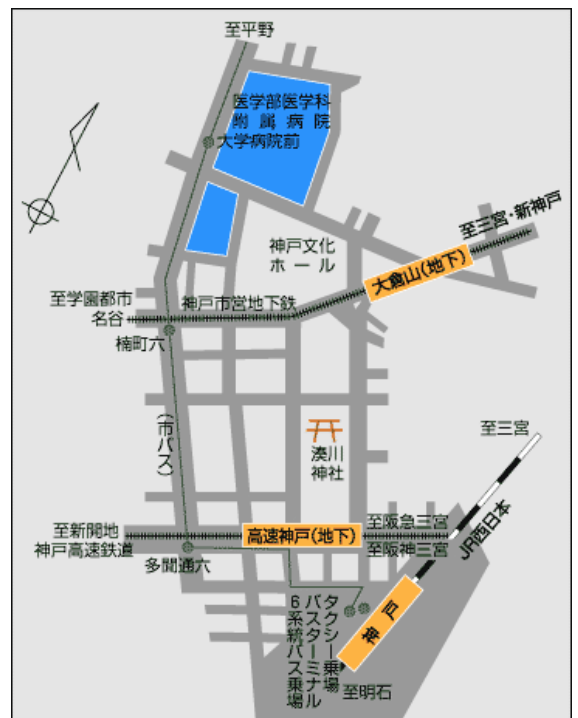 至平野
医学部医学科
附属病院
大学病院前
至三宮・新神戸
神戸文化
ホール
大倉山(地下)
至学園都市
名谷
神戸市営地下鉄
楠町六
(市バス)
湊川
神社
至三宮
JR西日本
至新開地
神戸高速鉄道
高速神戸(地下)
至阪急三宮
至阪神三宮
多聞通六
タクシー乗場
バスターミナル
6系統バス乗場
神戸
至明石